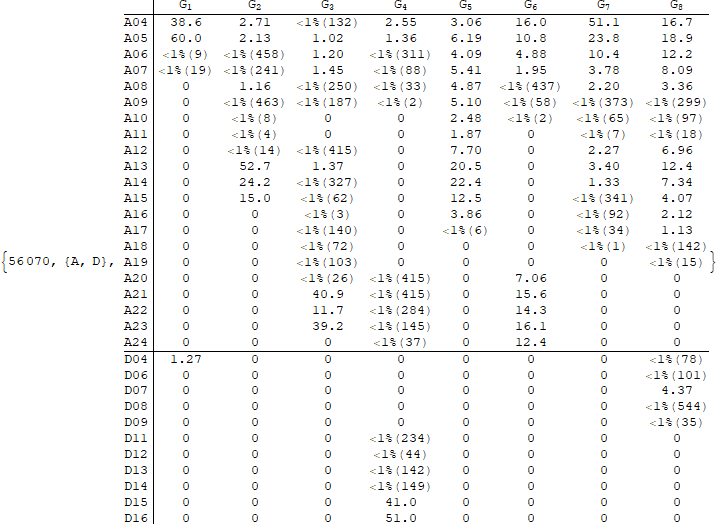 G1 G2 G3 G4 G5 G6 G7 G8
A04 38.6 2.71 <1%(132) 2.55 3.06 16.0 51.1 16.7
A05 60.0 2.13 1.02 1.36 6.19 10.8 23.8 18.9
A06 <1%(9) <1%(458) 1.20 <1%(311) 4.09 4.88 10.4 12.2
A07 <1%(19) <1%(241) 1.45 <1%(88) 5.41 1.95 3.78 8.09
A08 0 1.16 <1%(250) <1%(33) 4.87 <1%(437) 2.20 3.36
A09 0 <1%(463) <1%(187) <1%(2) 5.10 <1%(58) <1%(373) <1%(299)
A10 0 <1%(8) 0 0 2.48 <1%(2) <1%(65) <1%(97)
A11 0 <1%(4) 0 0 1.87 0 <1%(7) <1%(18)
A12 0 <1%(14) <1%(415) 0 7.70 0 2.27 6.96
A13 0 52.7 1.37 0 20.5 0 3.40 12.4
A14 0 24.2 <1%(327) 0 22.4 0 1.33 7.34
A15 0 15.0 <1%(62) 0 12.5 0 <1%(341) 4.07
A16 0 0 <1%(3) 0 3.86 0 <1%(92) 2.12
A17 0 0 <1%(140) 0 <1%(6) 0 <1%(34) 1.13
A18 0 0 <1%(72) 0 0 0 <1%(1) <1%(142)
{56070, {A, D}, A19 0 0 <1%(103) 0 0 0 0 <1%(15) }
A20 0 0 <1%(26) <1%(415) 0 7.06 0 0
A21 0 0 40.9 <1%(415) 0 15.6 0 0
A22 0 0 11.7 <1%(284) 0 14.3 0 0
A23 0 0 39.2 <1%(145) 0 16.1 0 0
A24 0 0 0 <1%(37) 0 12.4 0 0
D04 1.27 0 0 0 0 0 0 <1%(78)
D06 0 0 0 0 0 0 0 <1%(101)
D07 0 0 0 0 0 0 0 4.37
D08 0 0 0 0 0 0 0 <1%(544)
D09 0 0 0 0 0 0 0 <1%(35)
D11 0 0 0 <1%(234) 0 0 0 0
D12 0 0 0 <1%(44) 0 0 0 0
D13 0 0 0 <1%(142) 0 0 0 0
D14 0 0 0 <1%(149) 0 0 0 0
D15 0 0 0 41.0 0 0 0 0
D16 0 0 0 51.0 0 0 0 0